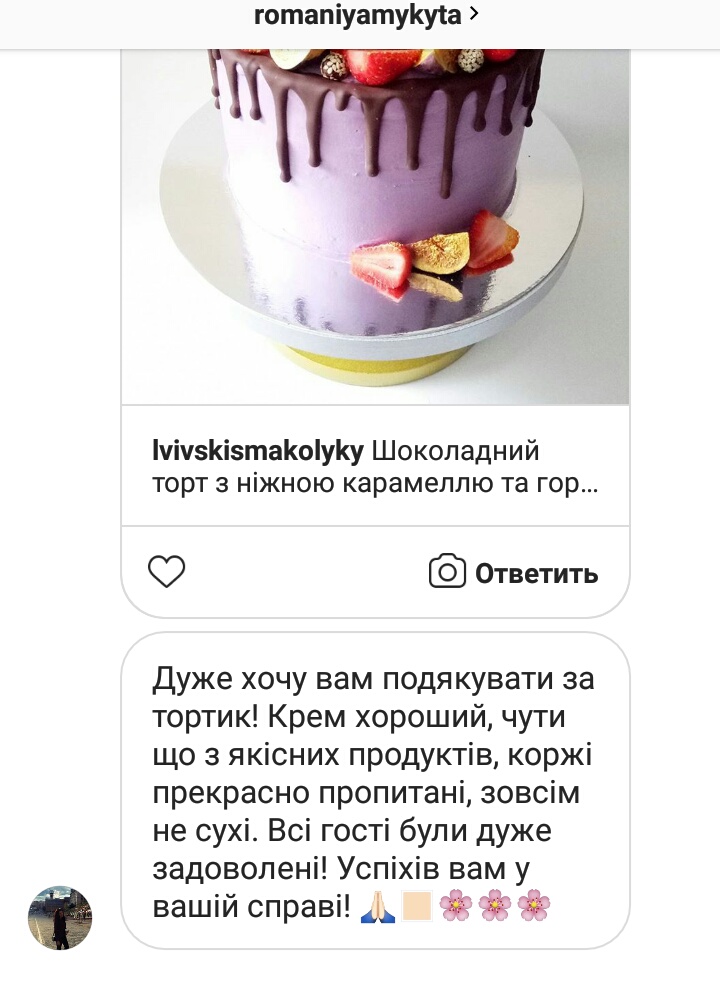 romaniyamykyta >
lvivskismakolyky Шоколадний
торт з ніжною карамеллю та гор...
Ответить
Дуже хочу вам подякувати за
тортик! Крем хороший, чути
що з якісних продуктів, коржі
прекрасно пропитані, зовсім
не сухі. Всі гості були дуже
задоволені! Успіхів вам у
вашій справі! 🙏🏻🏼🌸🌸🌸